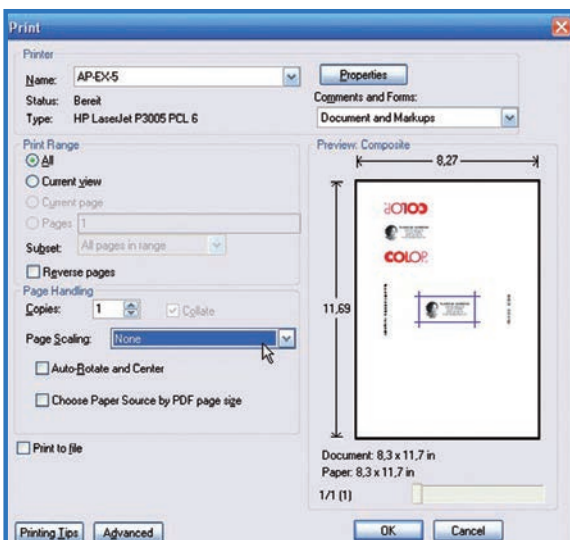 Print
Printer
Name: AP-EX-5
Properties
Status: Bereit
Comments and Forms:
Type: HP LaserJet P3005 PCL 6
Document and Markups
Print Range
All
Current view
Current page
Pages 1
Subset: All pages in range
Reverse pages
Page Handling
Copies: 1 Collate
Page Scaling: None
Auto-Rotate and Center
Choose Paper Source by PDF page size
Print to file
Preview: Composite
8,27
11,69
COLOP
COLOP
Document: 8,3 x 11,7 in
Paper: 8,3 x 11,7 in
1/1 (1)
Printing Tips Advanced OK Cancel